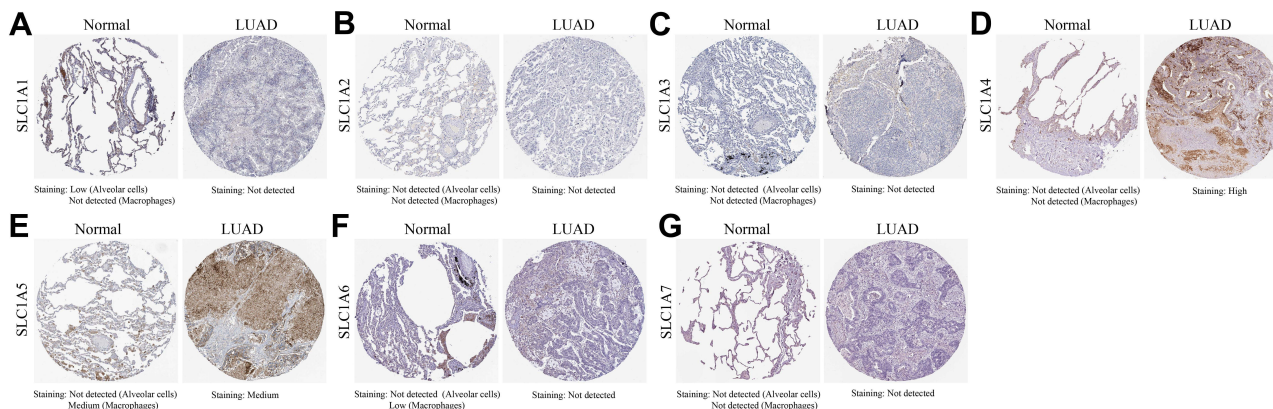 A
Normal
LUAD
SLC1A1
Staining: Low (Alveolar cells)
Not detected (Macrophages)
Staining: Not detected
B
Normal
LUAD
SLC1A2
Staining: Not detected (Alveolar cells)
Not detected (Macrophages)
Staining: Not detected
C
Normal
LUAD
SLC1A3
Staining: Not detected (Alveolar cells)
Not detected (Macrophages)
Staining: Not detected
D
Normal
LUAD
SLC1A4
Staining: Not detected (Alveolar cells)
Not detected (Macrophages)
Staining: High
E
Normal
LUAD
SLC1A5
Staining: Not detected (Alveolar cells)
Medium (Macrophages)
Staining: Medium
F
Normal
LUAD
SLC1A6
Staining: Not detected (Alveolar cells)
Low (Macrophages)
Staining: Not detected
G
Normal
LUAD
SLC1A7
Staining: Not detected (Alveolar cells)
Not detected (Macrophages)
Staining: Not detected